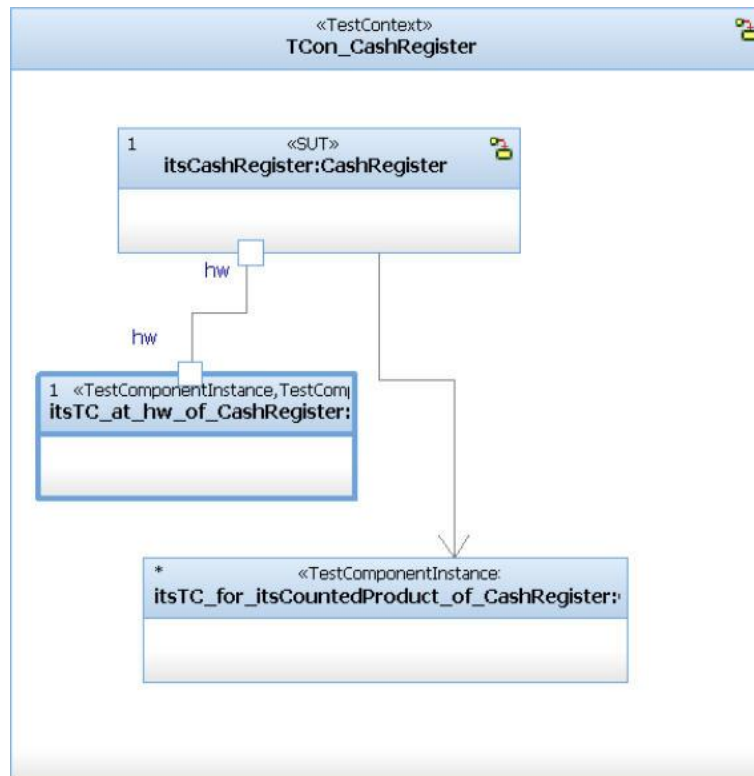 «TestContext»
TCon_CashRegister
1 «SUT»
itsCashRegister:CashRegister
hw
hw
1 «TestComponentInstance,TestComp
itsTC_at_hw_of_CashRegister:
* «TestComponentInstance:
itsTC_for_itsCountedProduct_of_CashRegister: